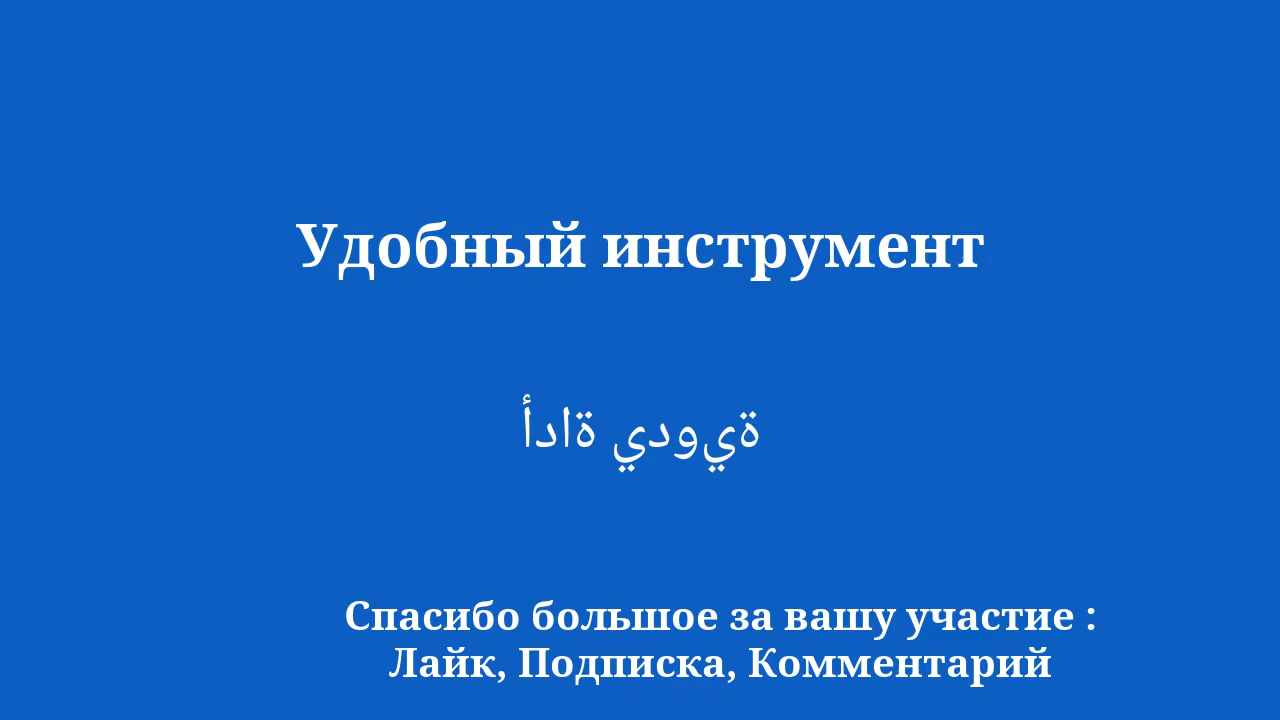 Удобный инструмент
أداة يدوية
Спасибо большое за вашу участие :
Лайк, Подписка, Комментарий